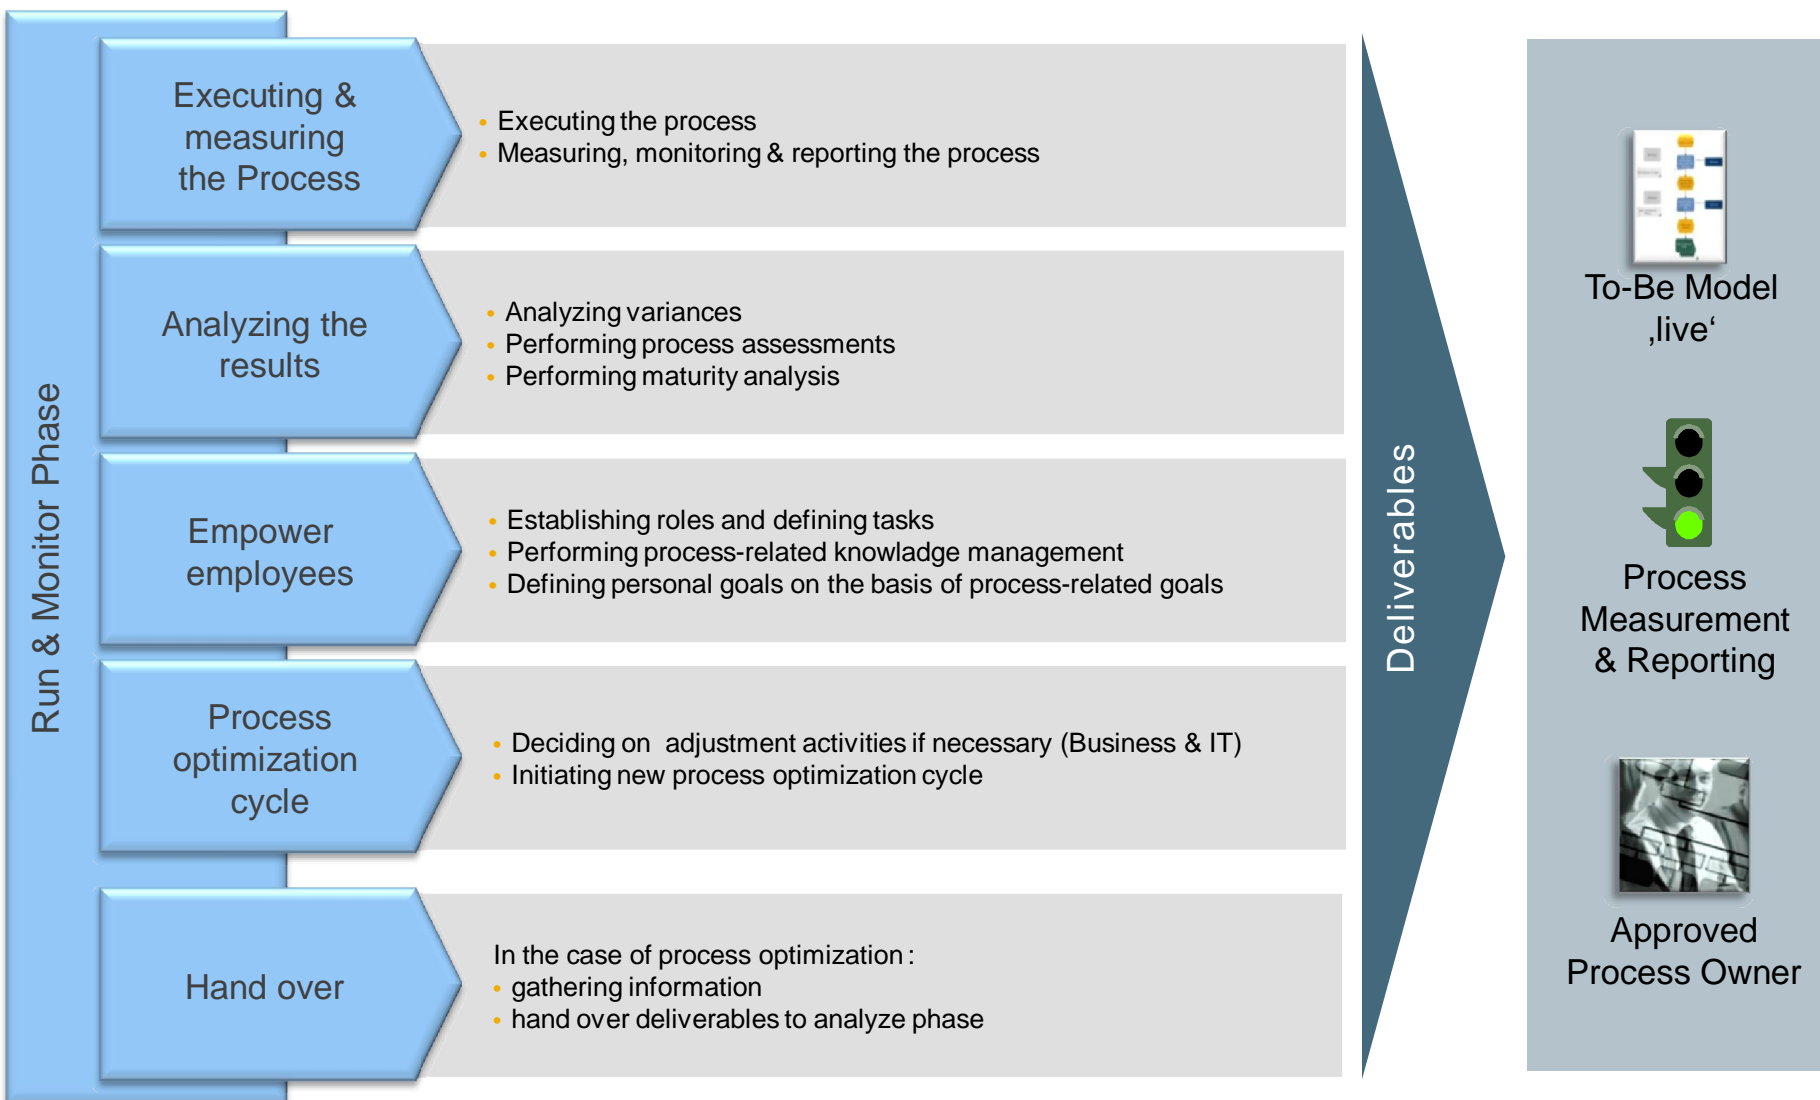 Run & Monitor Phase
Executing &
measuring
the Process
• Executing the process
• Measuring, monitoring & reporting the process
Analyzing the
results
• Analyzing variances
• Performing process assessments
• Performing maturity analysis
Empower
employees
• Establishing roles and defining tasks
• Performing process-related knowladge management
• Defining personal goals on the basis of process-related goals
Process
optimization
cycle
• Deciding on adjustment activities if necessary (Business & IT)
• Initiating new process optimization cycle
Hand over
In the case of process optimization :
• gathering information
• hand over deliverables to analyze phase
Deliverables
To-Be Model
‚live‘
Process
Measurement
& Reporting
Approved
Process Owner